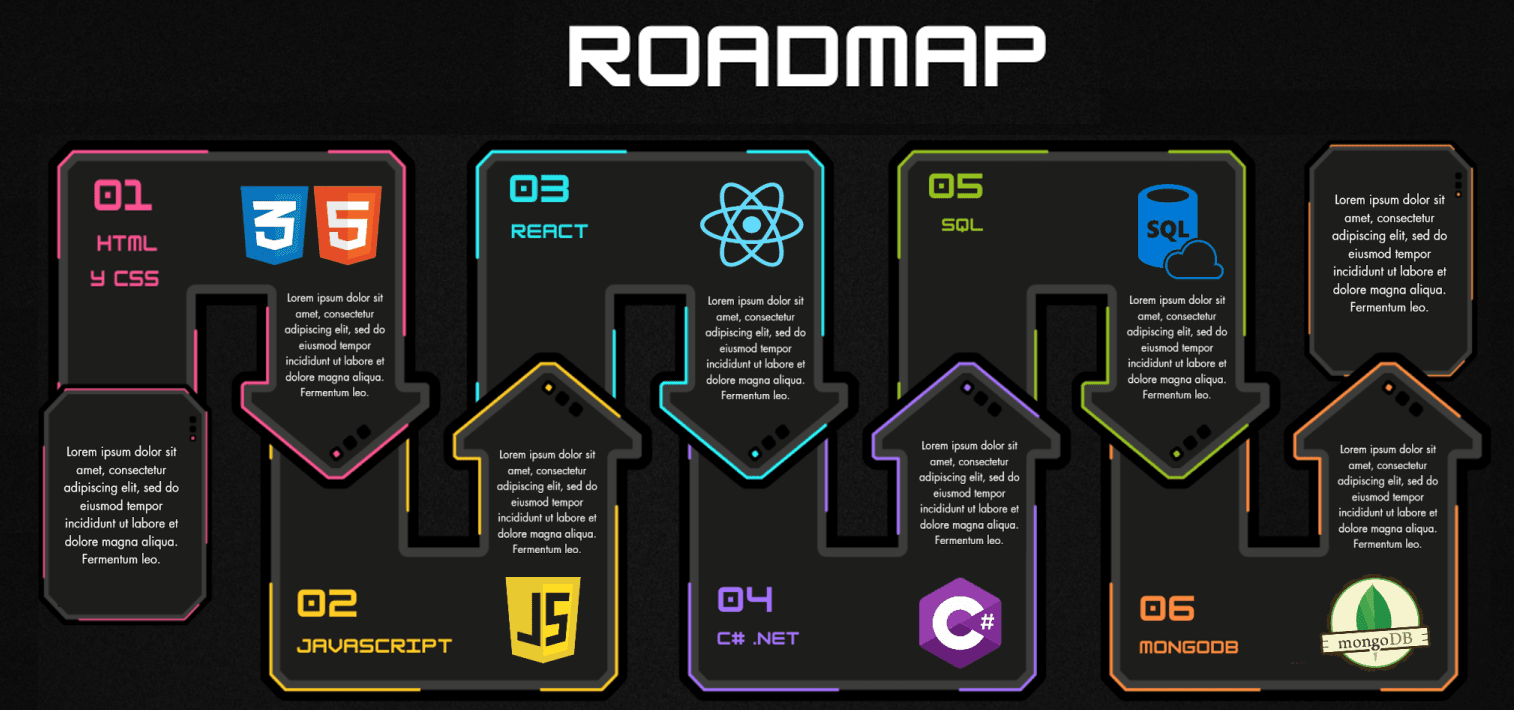 ROADMAP
01
HTML
Y CSS
3
5
Lorem ipsum dolor sit
amet, consectetur
adipiscing elit, sed do
eiusmod tempor
incididunt ut labore et
dolore magna aliqua.
Fermentum leo.
Lorem ipsum dolor sit
amet, consectetur
adipiscing elit, sed do
eiusmod tempor
incididunt ut labore et
dolore magna aliqua.
Fermentum leo.
Lorem ipsum dolor sit
amet, consectetur
adipiscing elit, sed do
eiusmod tempor
incididunt ut labore et
dolore magna aliqua.
Fermentum leo.
02
JAVASCRIPT
JS
03
REACT
Lorem ipsum dolor sit
amet, consectetur
adipiscing elit, sed do
eiusmod tempor
incididunt ut labore et
dolore magna aliqua.
Fermentum leo.
Lorem ipsum dolor sit
amet, consectetur
adipiscing elit, sed do
eiusmod tempor
incididunt ut labore et
dolore magna aliqua.
Fermentum leo.
04
C# .NET
C#
05
SQL
SQL
Lorem ipsum dolor sit
amet, consectetur
adipiscing elit, sed do
eiusmod tempor
incididunt ut labore et
dolore magna aliqua.
Fermentum leo.
Lorem ipsum dolor sit
amet, consectetur
adipiscing elit, sed do
eiusmod tempor
incididunt ut labore et
dolore magna aliqua.
Fermentum leo.
06
MONGODB
mongoDB
Lorem ipsum dolor sit
amet, consectetur
adipiscing elit, sed do
eiusmod tempor
incididunt ut labore et
dolore magna aliqua.
Fermentum leo.